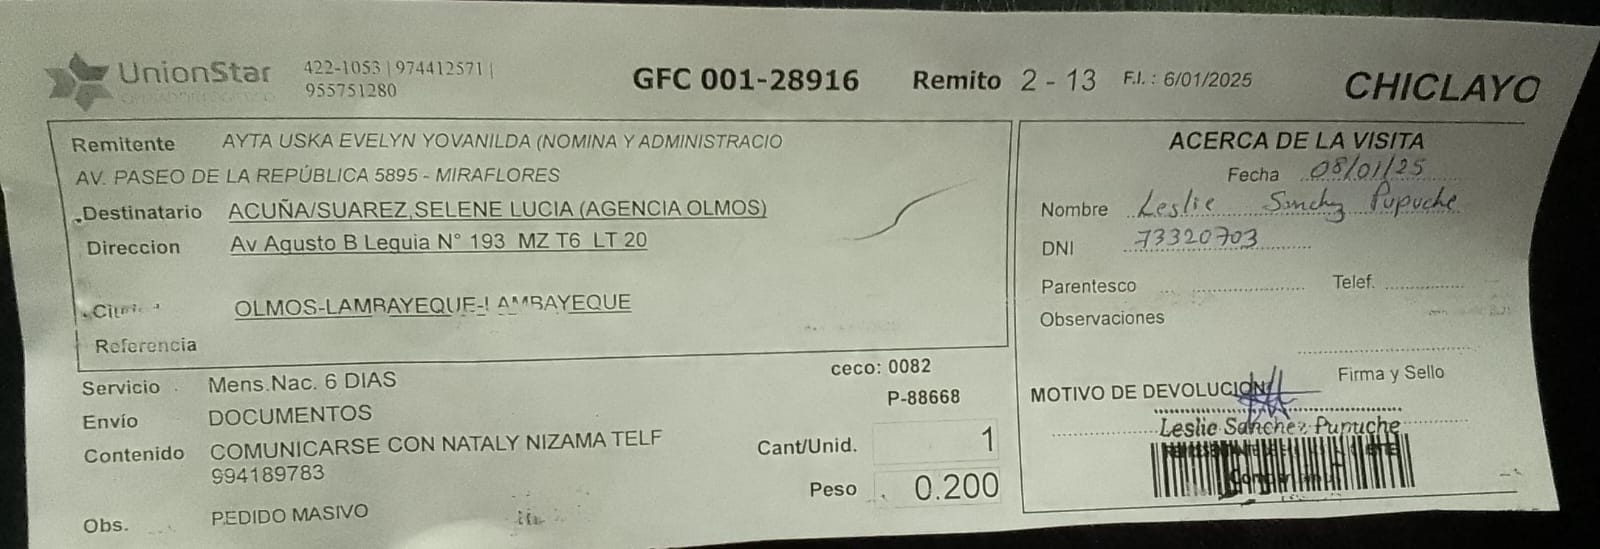 UnionStar
422-1053 | 974412571 |
955751280
GFC 001-28916
Remito 2 - 13
F.I. : 6/01/2025
CHICLAYO
Remitente AYTA USKA EVELYN YOVANILDA (NOMINA Y ADMINISTRACIO
AV. PASEO DE LA REPÚBLICA 5895 - MIRAFLORES
Destinatario ACUÑA/SUAREZ,SELENE LUCIA (AGENCIA OLMOS)
Direccion Av Agusto B Leguia N° 193 MZ T6 LT 20
OLMOS-LAMBAYEQUE-LAMBAYEQUE
Referencia
Servicio Mens.Nac. 6 DIAS
Envío DOCUMENTOS
Contenido COMUNICARSE CON NATALY NIZAMA TELF
994189783
Obs. PEDIDO MASIVO
ceco: 0082
P-88668
Cant/Unid. 1
Peso 0.200
ACERCA DE LA VISITA
Fecha 08/01/25
Nombre Leslie Sanchez Pupuche
DNI 73320703
Parentesco Telef.
Observaciones
Firma y Sello
MOTIVO DE DEVOLUCION
Leslie Sanchez Pupuche